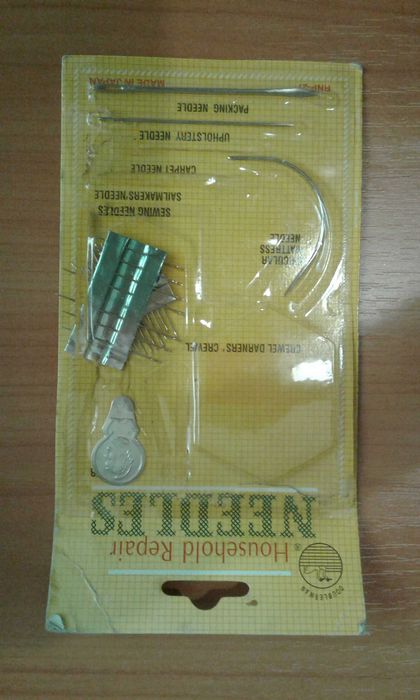 DOUBLERMAN
Household Repair ®
NEEDLES
CREWEL DARNERS' CREWEL
MATTRESS
NEEDLE
SEWING NEEDLES
SAILMAKERS' NEEDLE
CARPET NEEDLE
UPHOLSTERY NEEDLE
PACKING NEEDLE
MADE IN JAPAN